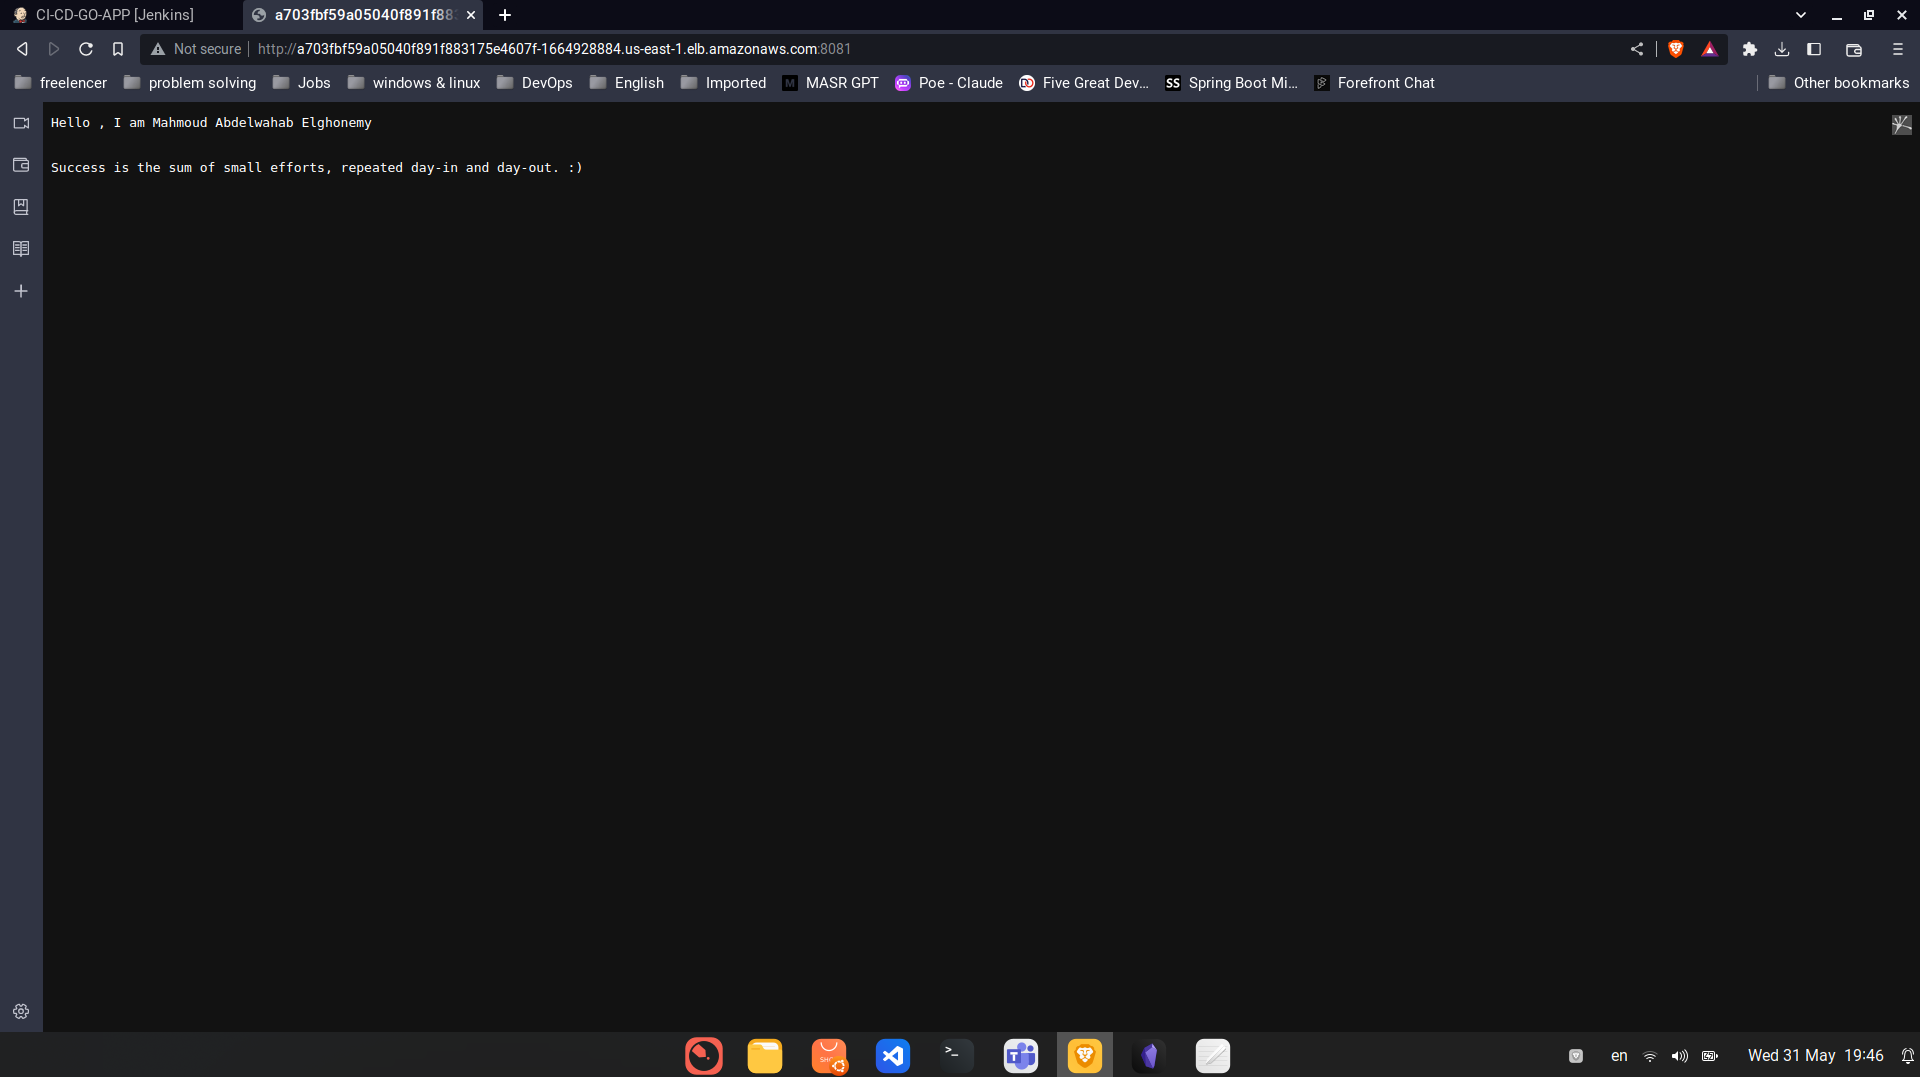 CI-CD-GO-APP [Jenkins]
a703fbf59a05040f891f883
Not secure
http://a703fbf59a05040f891f883175e4607f-1664928884.us-east-1.elb.amazonaws.com:8081
freelencer
problem solving
Jobs
windows & linux
DevOps
English
Imported
M
MASR GPT
Poe - Claude
Five Great Dev...
SS
Spring Boot Mi...
Forefront Chat
Other bookmarks
Hello , I am Mahmoud Abdelwahab Elghonemy
Success is the sum of small efforts, repeated day-in and day-out. :)
>_
T
en
Wed 31 May 19:46